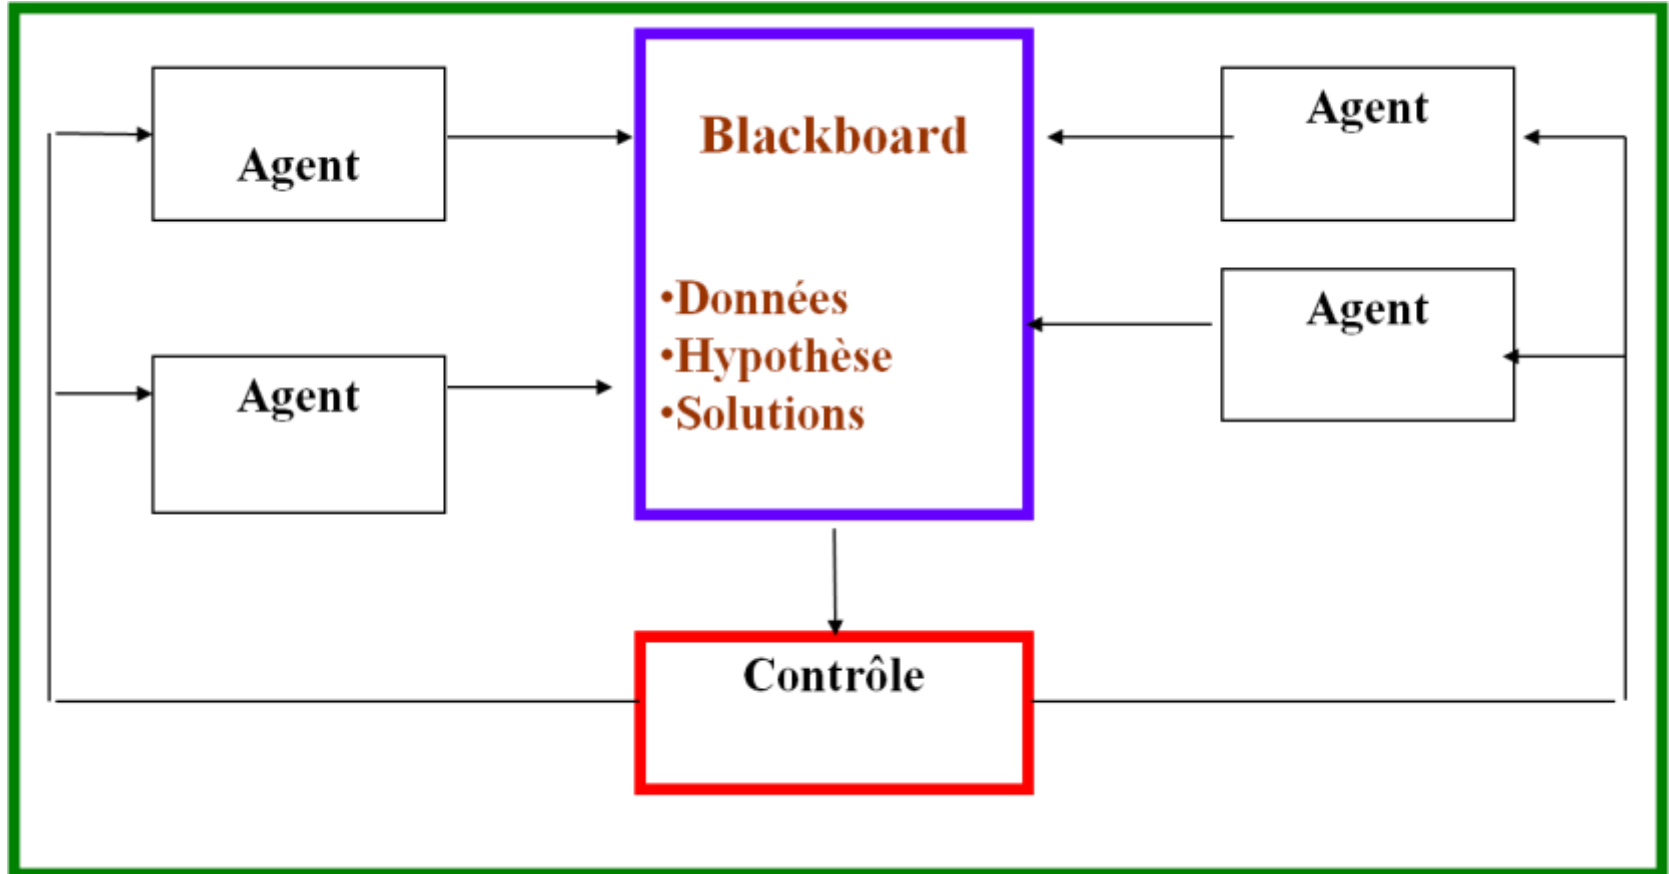 Agent
Agent
Blackboard
•Données
•Hypothèse
•Solutions
Agent
Agent
Contrôle